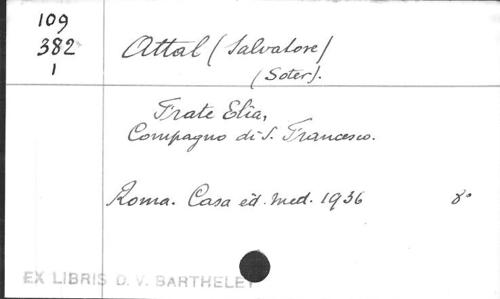 109
382
1
Attal (Salvatore)
(Soter).
Frate Elia,
Compagno di S. Francesco.
Roma. Casa ed. med. 1936 8°
EX LIBRIS D. V. BARTHELET